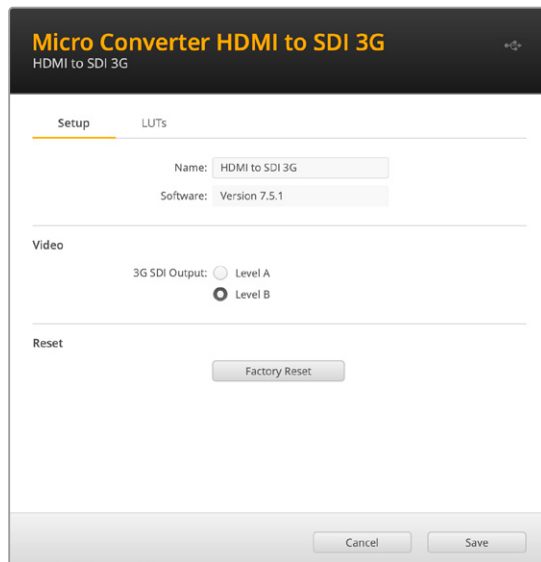 Micro Converter HDMI to SDI 3G
HDMI to SDI 3G
Setup LUTs
Name: HDMI to SDI 3G
Software: Version 7.5.1
Video
3G SDI Output: Level A
Level B
Reset
Factory Reset
Cancel Save